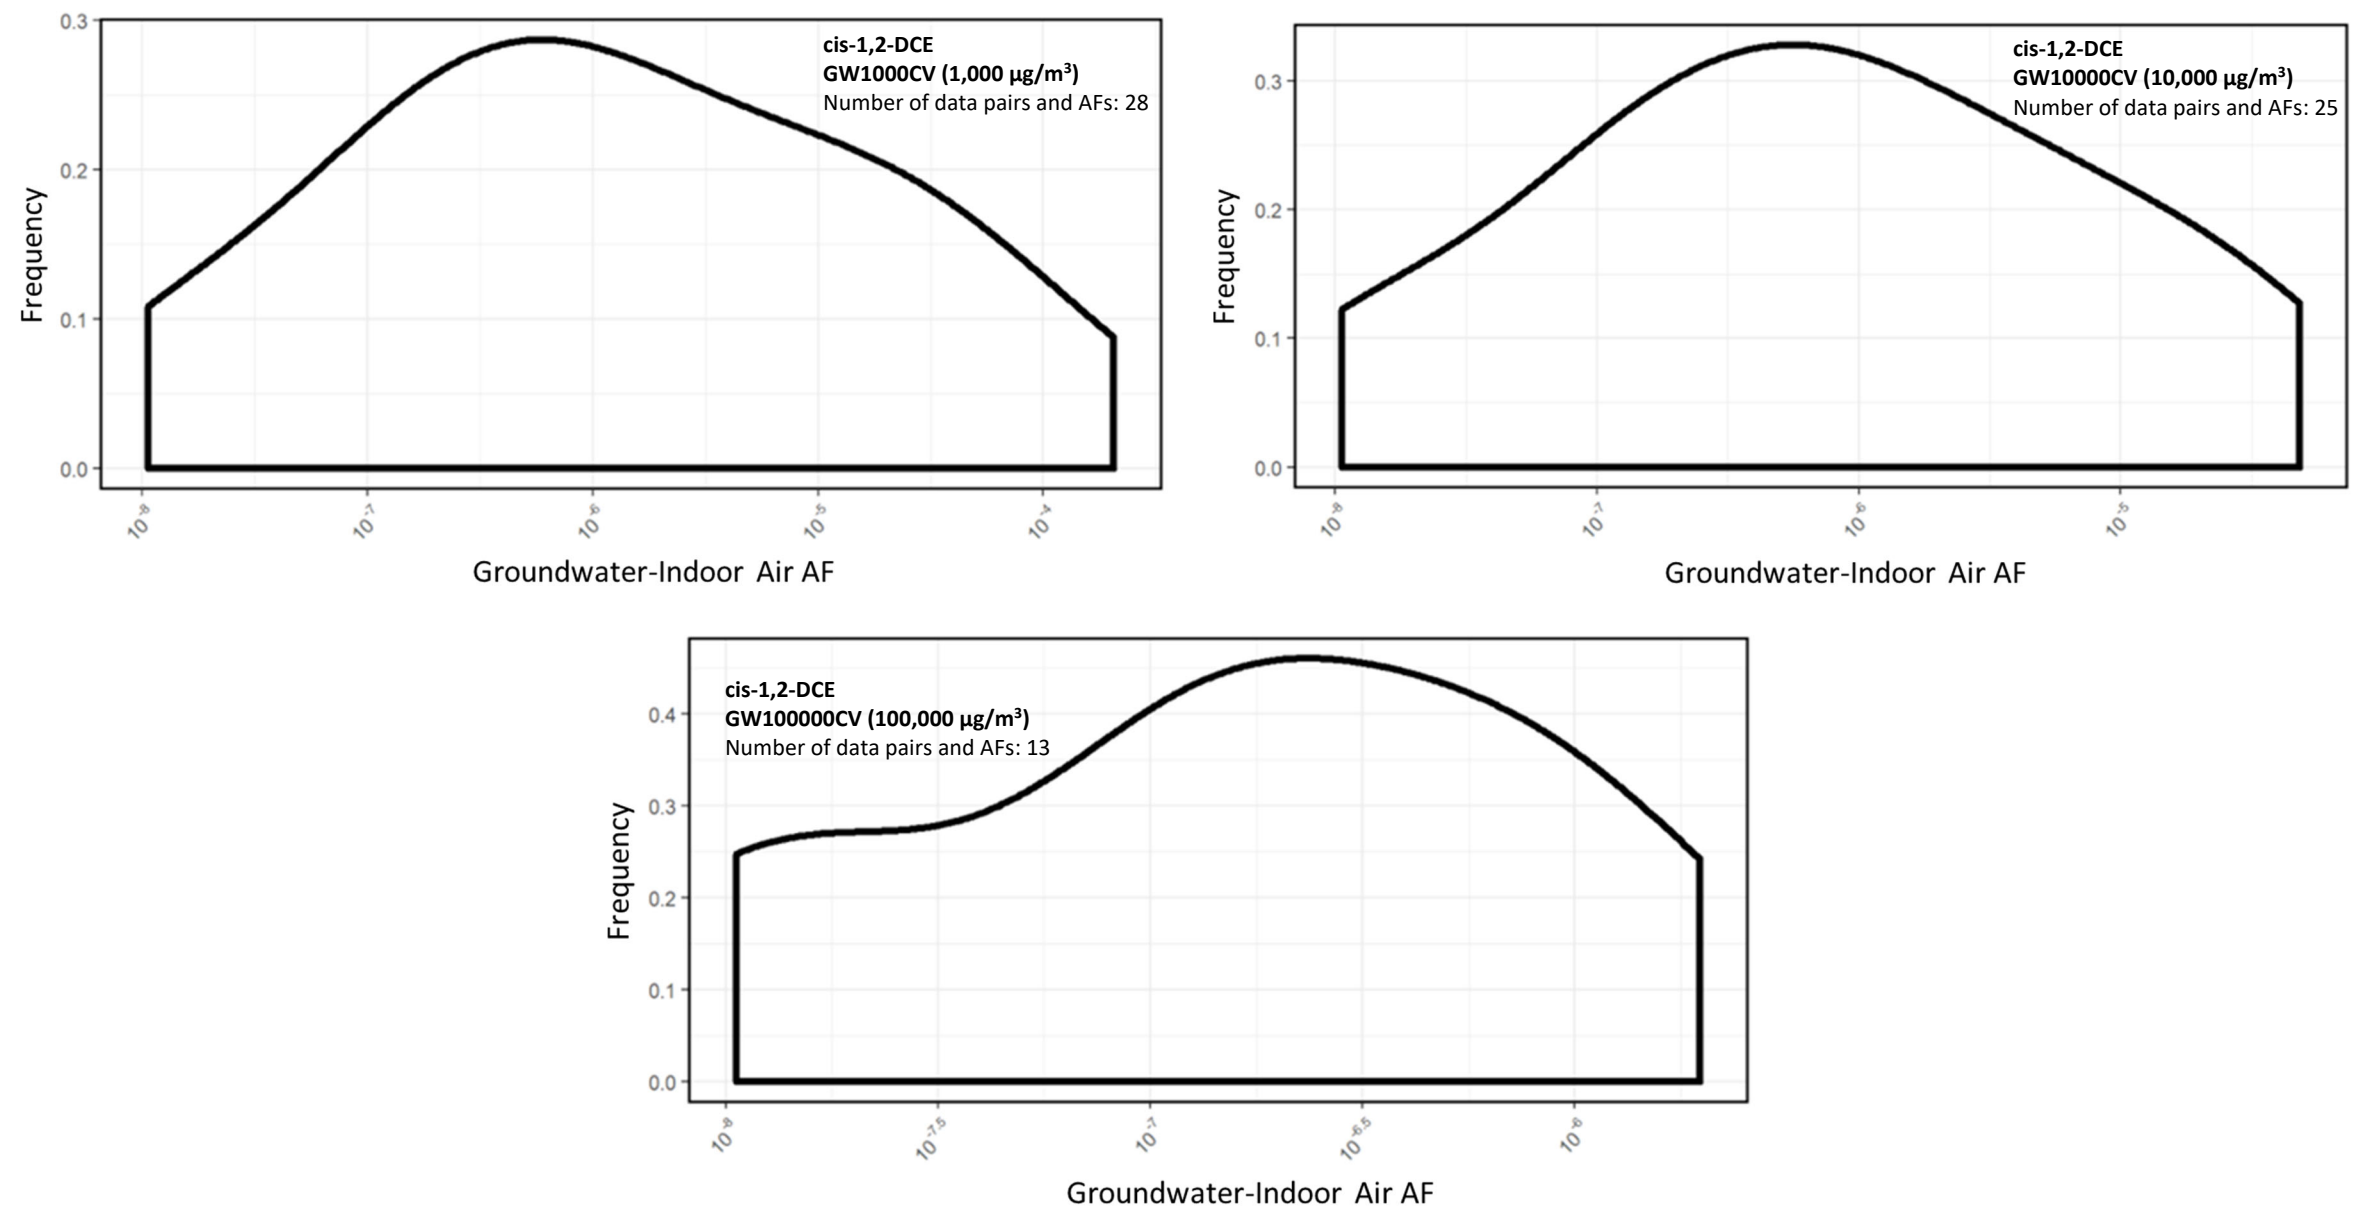 0.3
0.2
0.1
0.0
Frequency
cis-1,2-DCE
GW1000CV (1,000 µg/m³)
Number of data pairs and AFs: 28
10⁻⁸
10⁻⁷
10⁻⁶
10⁻⁵
10⁻⁴
Groundwater-Indoor Air AF
0.3
0.2
0.1
0.0
Frequency
cis-1,2-DCE
GW10000CV (10,000 µg/m³)
Number of data pairs and AFs: 25
10⁻⁸
10⁻⁷
10⁻⁶
10⁻⁵
Groundwater-Indoor Air AF
0.4
0.3
0.2
0.1
0.0
Frequency
cis-1,2-DCE
GW100000CV (100,000 µg/m³)
Number of data pairs and AFs: 13
10⁻⁸
10⁻⁷·⁵
10⁻⁷
10⁻⁶·⁵
10⁻⁶
Groundwater-Indoor Air AF